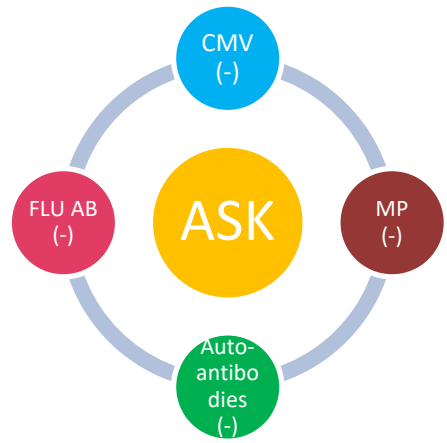 CMV
(-)
FLU AB
(-)
ASK
MP
(-)
Auto-
antibo
dies
(-)